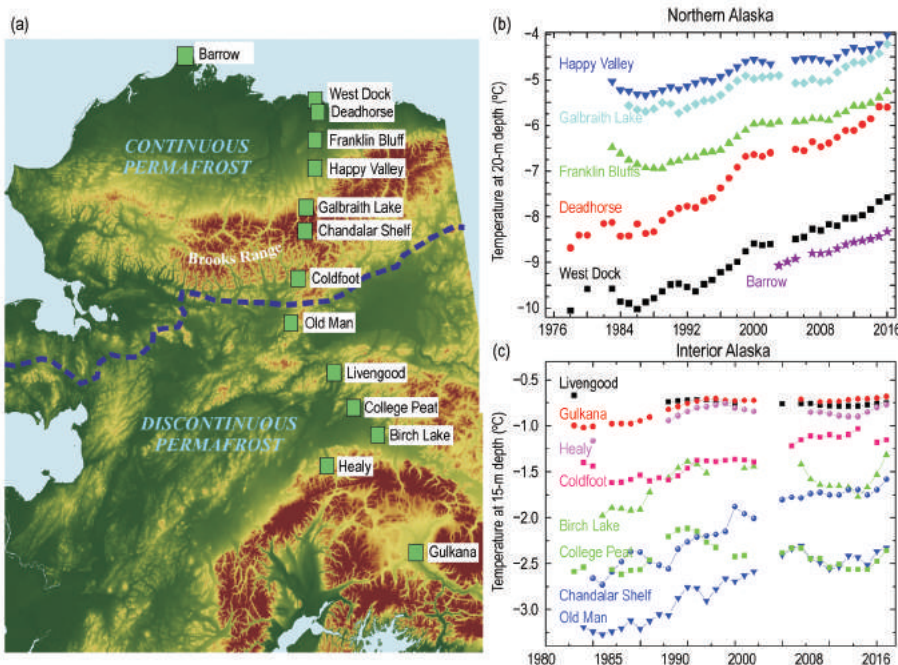 (a)
Barrow
West Dock
Deadhorse
CONTINUOUS
PERMAFROST
Franklin Bluff
Happy Valley
Galbraith Lake
Chandalar Shelf
Brooks Range
Coldfoot
Old Man
Livengood
College Peat
DISCONTINUOUS
PERMAFROST
Birch Lake
Healy
Gulkana
(b)
Northern Alaska
Temperature at 20-m depth (ºC)
−4
−5
−6
−7
−8
−9
−10
Happy Valley
Galbraith Lake
Franklin Bluffs
Deadhorse
West Dock
Barrow
1976
1984
1992
2000
2008
2016
(c)
Interior Alaska
Temperature at 15-m depth (ºC)
−0.5
−1.0
−1.5
−2.0
−2.5
−3.0
Livengood
Gulkana
Healy
Coldfoot
Birch Lake
College Peat
Chandalar Shelf
Old Man
1980
1985
1992
2000
2008
2017